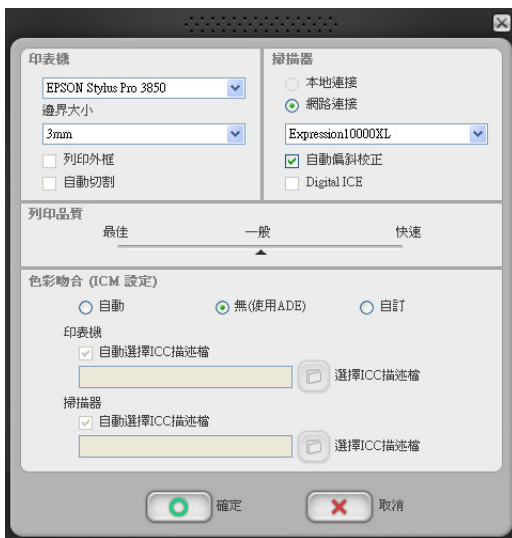 印表機
EPSON Stylus Pro 3850
邊界大小
3mm
列印外框
自動切割
掃描器
本地連接
網路連接
Expression10000XL
自動偏斜校正
Digital ICE
列印品質
最佳 一般 快速
色彩吻合 (ICM 設定)
自動 無(使用ADE) 自訂
印表機
自動選擇ICC描述檔
選擇ICC描述檔
掃描器
自動選擇ICC描述檔
選擇ICC描述檔
確定 取消